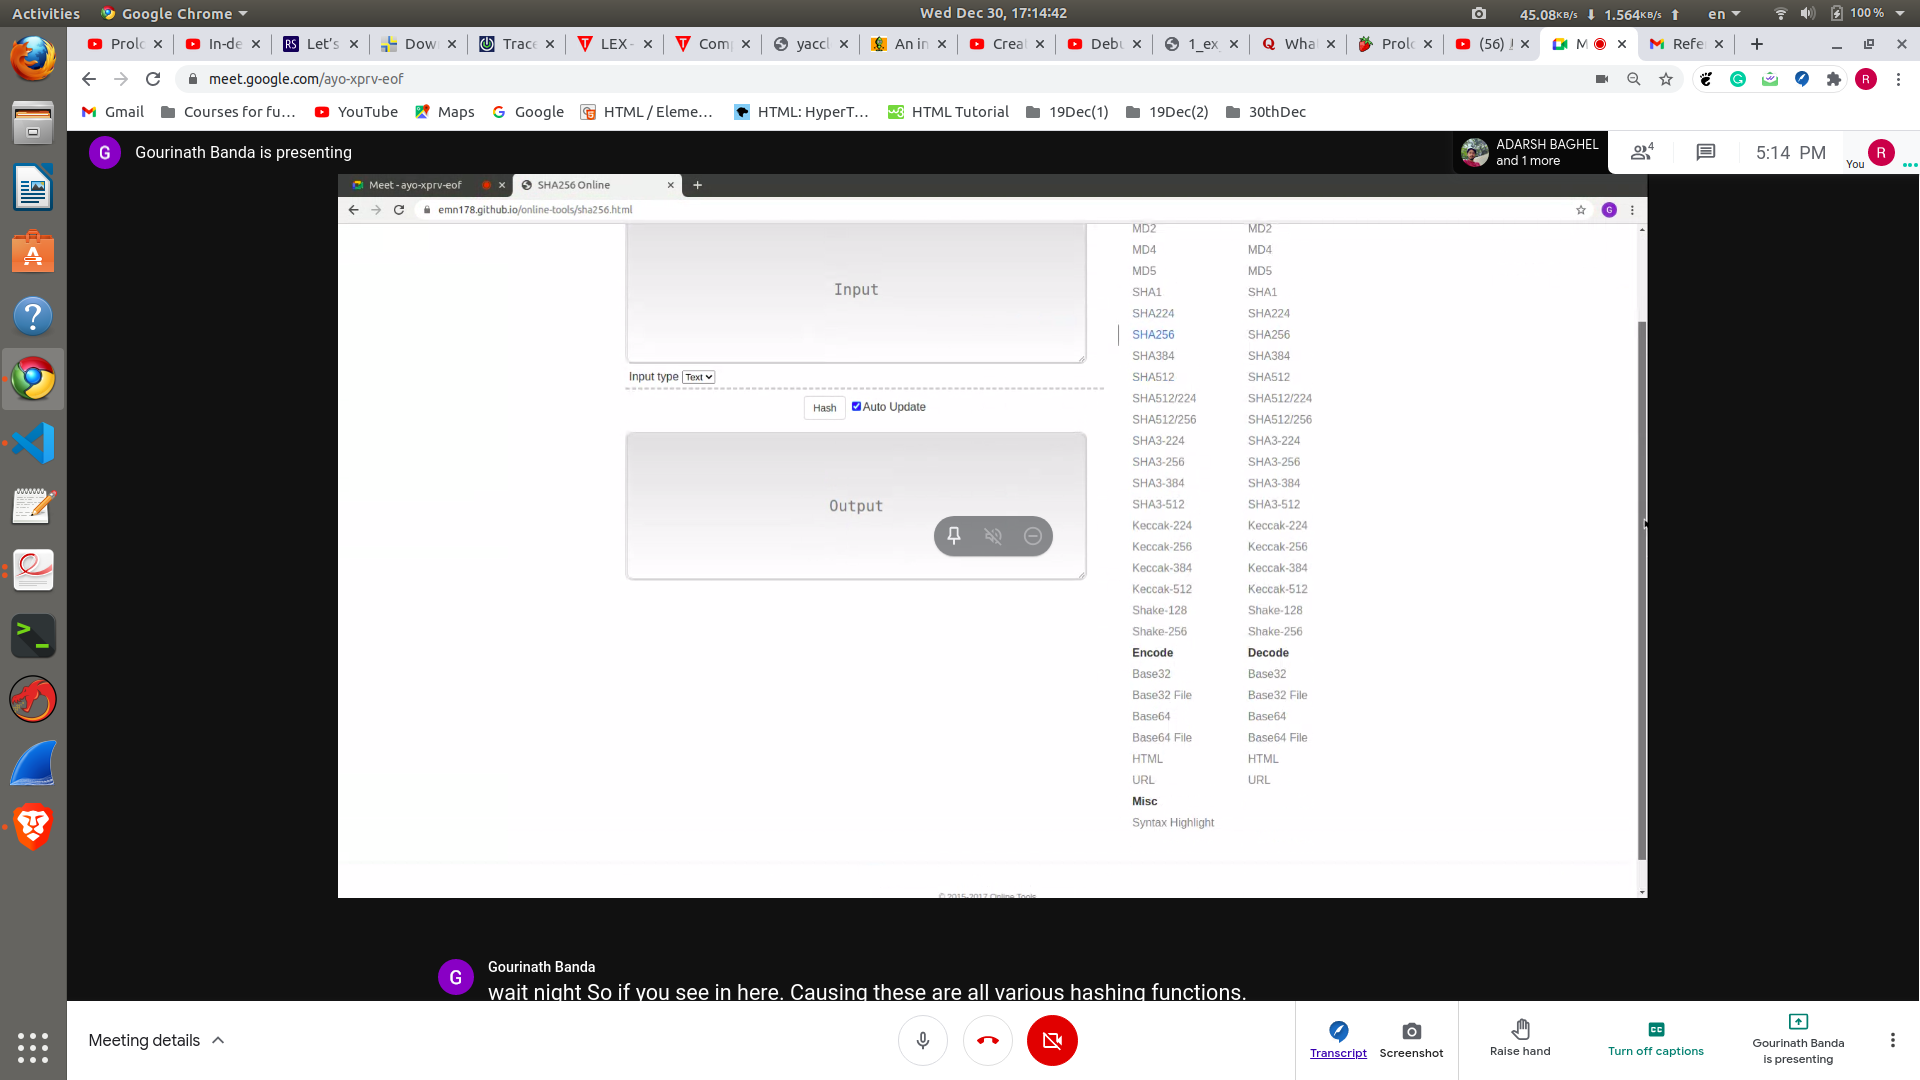 Activities
Google Chrome
Wed Dec 30, 17:14:42
45.08KB/s
1.564KB/s
en
100 %
Prolo
In-de
RS
Let's
Dow
Trace
LEX -
Com
yaccl
An in
Crea
Debu
1_ex
Wha
Prolo
(56)
M
Refe
meet.google.com/ayo-xprv-eof
R
Gmail
Courses for fu...
YouTube
Maps
Google
HTML / Eleme...
HTML: HyperT...
HTML Tutorial
19Dec(1)
19Dec(2)
30thDec
G
Gourinath Banda is presenting
ADARSH BAGHEL
and 1 more
4
5:14 PM
You
R
Meet - ayo-xprv-eof
SHA256 Online
emn178.github.io/online-tools/sha256.html
G
Input
Input type
Text
Hash
Auto Update
Output
MD2 MD2
MD4 MD4
MD5 MD5
SHA1 SHA1
SHA224 SHA224
SHA256 SHA256
SHA384 SHA384
SHA512 SHA512
SHA512/224 SHA512/224
SHA512/256 SHA512/256
SHA3-224 SHA3-224
SHA3-256 SHA3-256
SHA3-384 SHA3-384
SHA3-512 SHA3-512
Keccak-224 Keccak-224
Keccak-256 Keccak-256
Keccak-384 Keccak-384
Keccak-512 Keccak-512
Shake-128 Shake-128
Shake-256 Shake-256
Encode Decode
Base32 Base32
Base32 File Base32 File
Base64 Base64
Base64 File Base64 File
HTML HTML
URL URL
Misc
Syntax Highlight
© 2015-2017 Online Tools
G
Gourinath Banda
wait night So if you see in here. Causing these are all various hashing functions.
Meeting details
Transcript
Screenshot
Raise hand
CC
Turn off captions
Gourinath Banda
is presenting